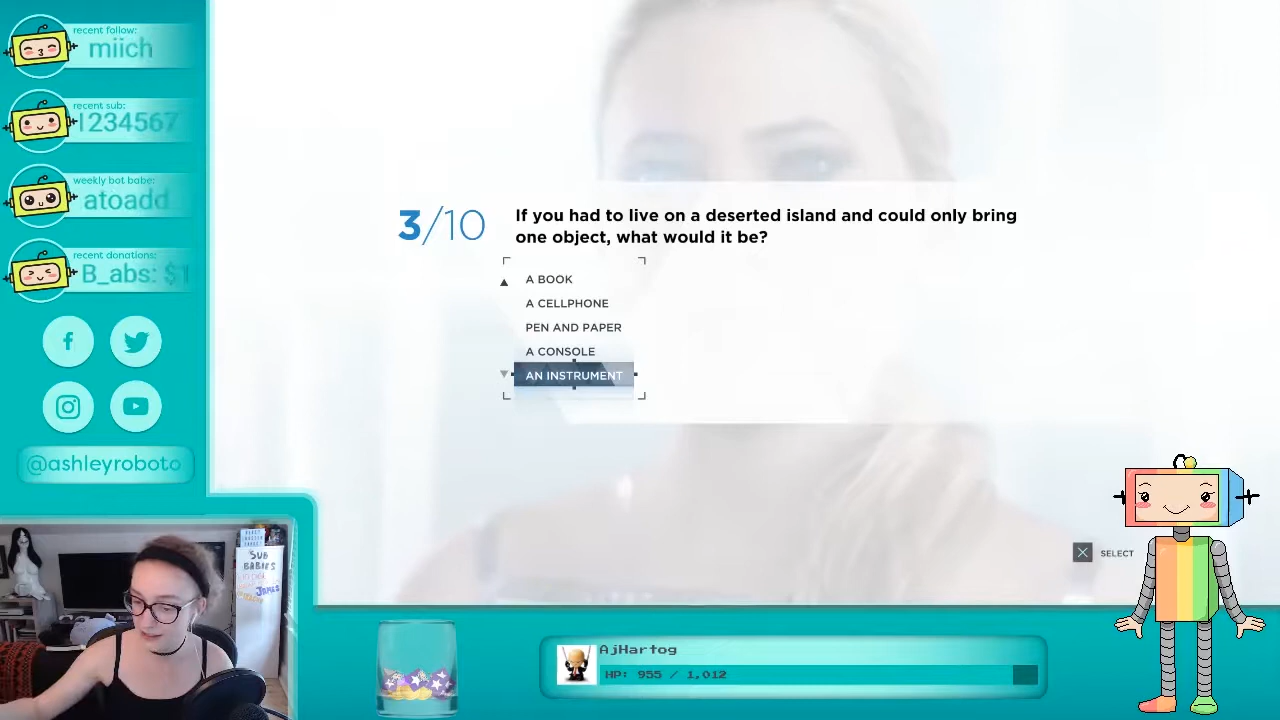 recent follow:
miich
recent sub:
1234567
weekly bot babe:
atoadd
recent donations:
B_abs: $1
@ashleyroboto
3/10
If you had to live on a deserted island and could only bring
one object, what would it be?
A BOOK
A CELLPHONE
PEN AND PAPER
A CONSOLE
AN INSTRUMENT
SELECT
SUB
BABIES
JAMES
AjHartog
HP: 955 / 1,012